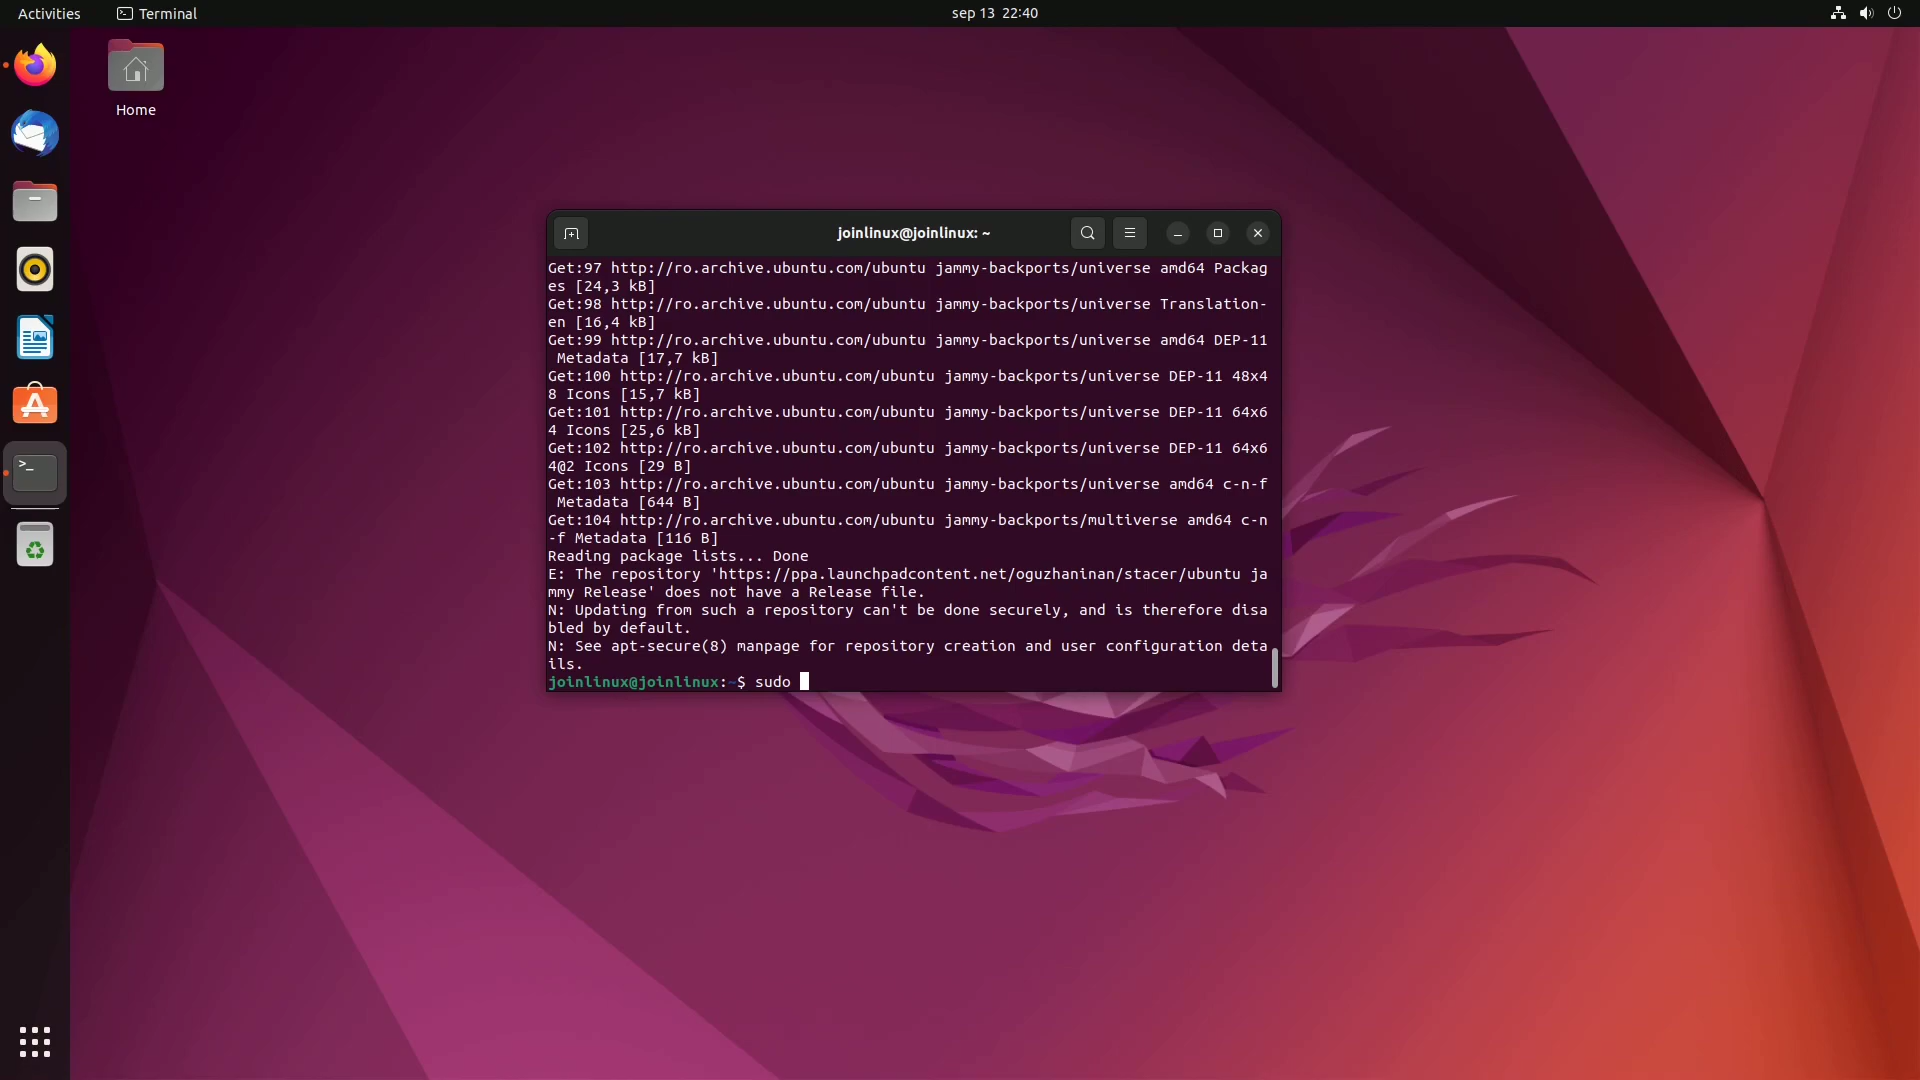 Activities
Terminal
sep 13 22:40
Home
joinlinux@joinlinux: ~
Get:97 http://ro.archive.ubuntu.com/ubuntu jammy-backports/universe amd64 Packag
es [24,3 kB]
Get:98 http://ro.archive.ubuntu.com/ubuntu jammy-backports/universe Translation-
en [16,4 kB]
Get:99 http://ro.archive.ubuntu.com/ubuntu jammy-backports/universe amd64 DEP-11
 Metadata [17,7 kB]
Get:100 http://ro.archive.ubuntu.com/ubuntu jammy-backports/universe DEP-11 48x4
8 Icons [15,7 kB]
Get:101 http://ro.archive.ubuntu.com/ubuntu jammy-backports/universe DEP-11 64x6
4 Icons [25,6 kB]
Get:102 http://ro.archive.ubuntu.com/ubuntu jammy-backports/universe DEP-11 64x6
4@2 Icons [29 B]
Get:103 http://ro.archive.ubuntu.com/ubuntu jammy-backports/universe amd64 c-n-f
 Metadata [644 B]
Get:104 http://ro.archive.ubuntu.com/ubuntu jammy-backports/multiverse amd64 c-n
-f Metadata [116 B]
Reading package lists... Done
E: The repository 'https://ppa.launchpadcontent.net/oguzhaninan/stacer/ubuntu ja
mmy Release' does not have a Release file.
N: Updating from such a repository can't be done securely, and is therefore disa
bled by default.
N: See apt-secure(8) manpage for repository creation and user configuration deta
ils.
joinlinux@joinlinux:~$ sudo